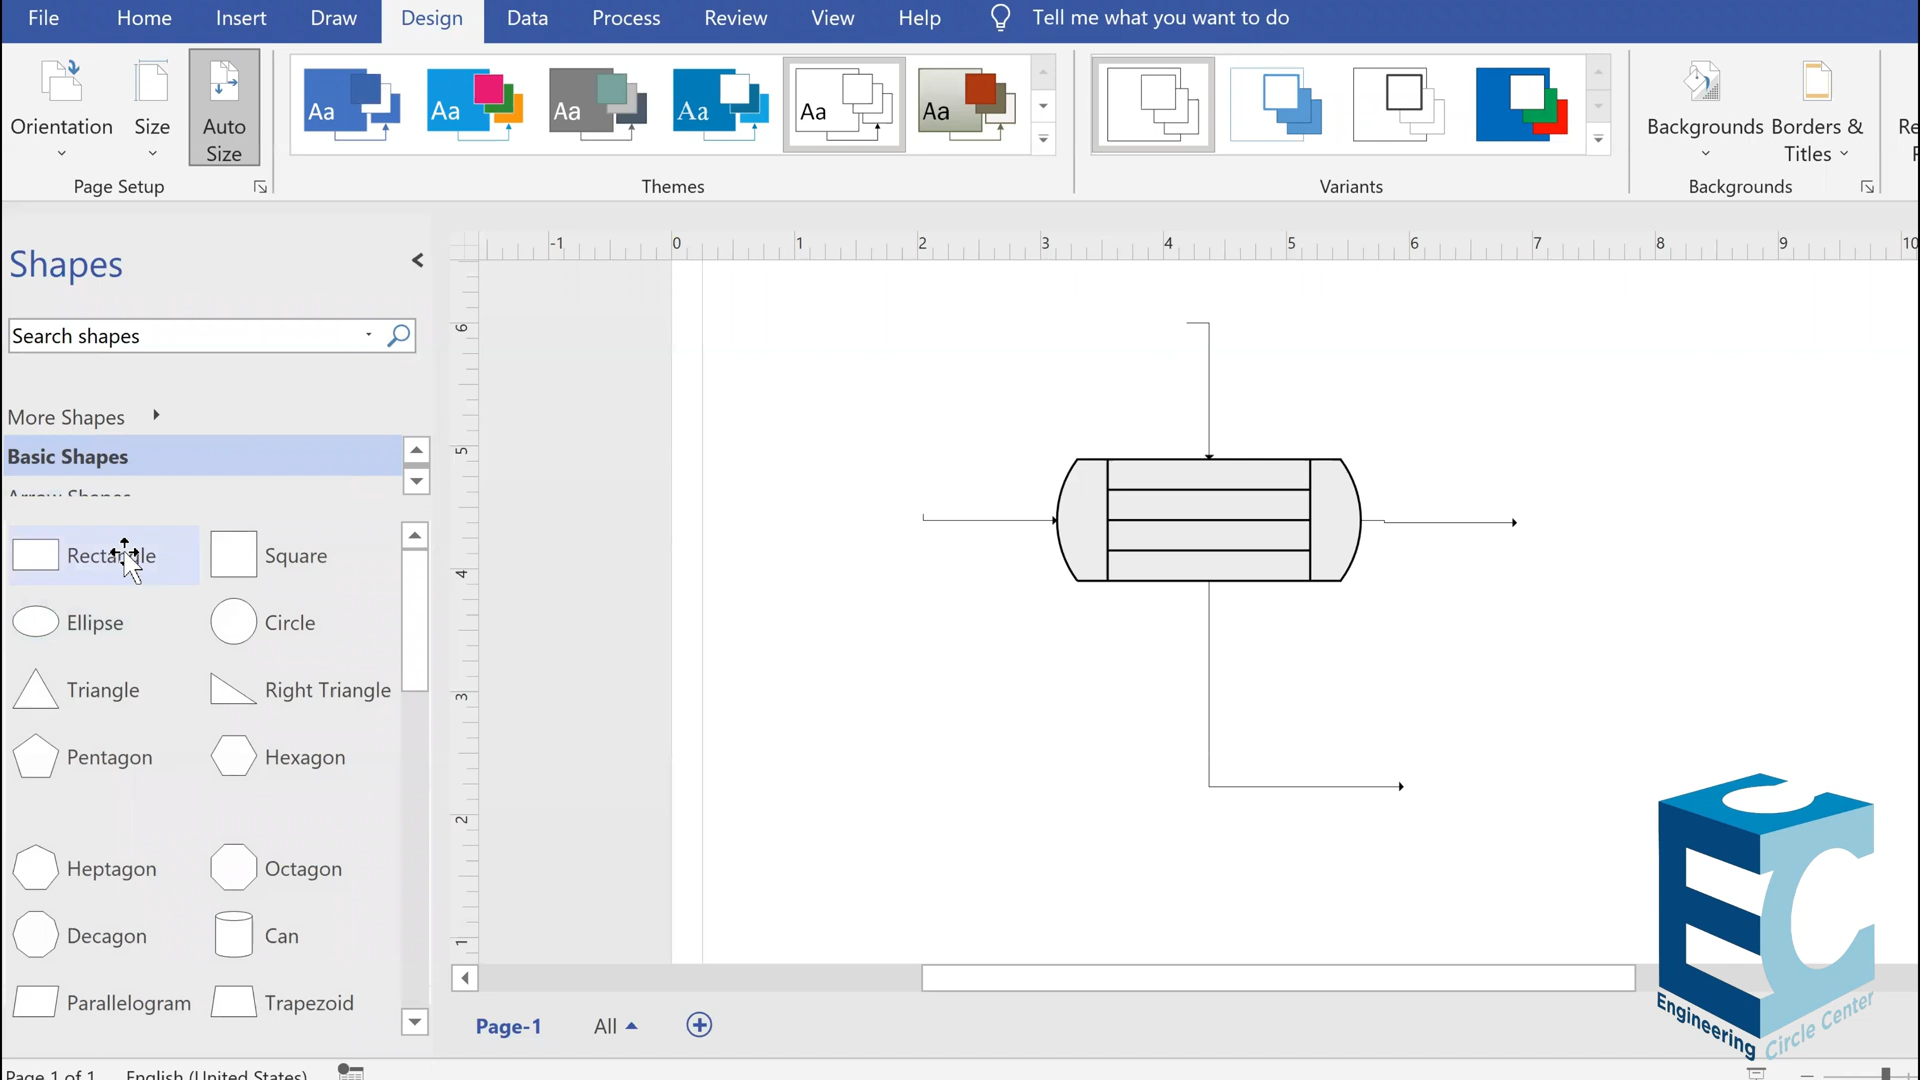 File Home Insert Draw Design Data Process Review View Help Tell me what you want to do
Orientation Size Auto Size
Aa Aa Aa Aa Aa Aa
Backgrounds Borders & Titles
Page Setup Themes Variants Backgrounds
Shapes
-1 0 1 2 3 4 5 6 7 8 9 10
Search shapes
More Shapes
Basic Shapes
Arrow Shapes
Rectangle Square
Ellipse Circle
Triangle Right Triangle
Pentagon Hexagon
Heptagon Octagon
Decagon Can
Parallelogram Trapezoid
6
5
4
3
2
1
Page-1 All
Page 1 of 1 English (United States)
EC
Engineering Circle Center